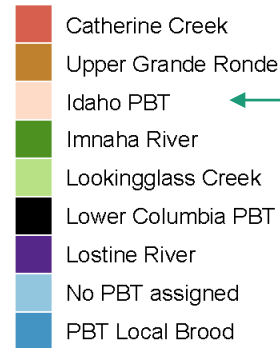 Catherine Creek
Upper Grande Ronde
Idaho PBT
Imnaha River
Lookingglass Creek
Lower Columbia PBT
Lostine River
No PBT assigned
PBT Local Brood